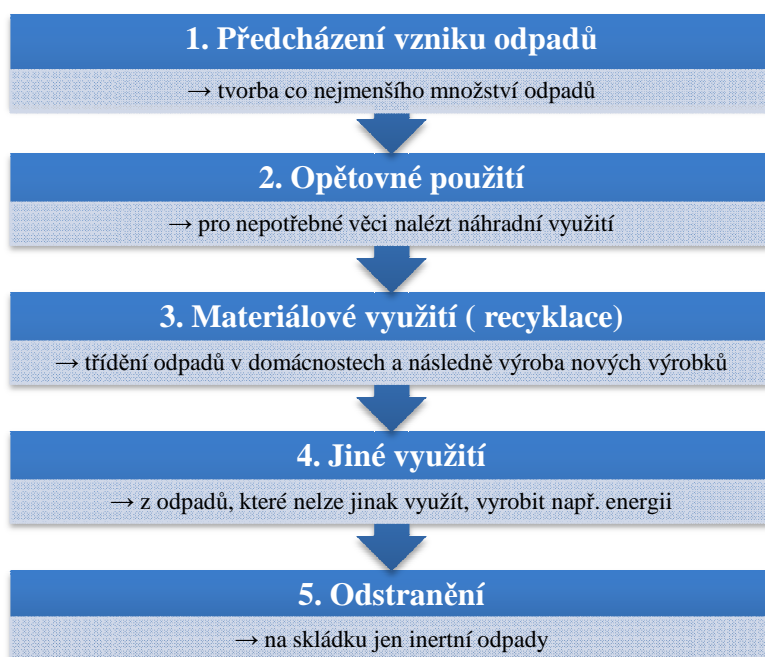 1. Předcházení vzniku odpadů
→ tvorba co nejmenšího množství odpadů
2. Opětovné použití
→ pro nepotřebné věci nalézt náhradní využití
3. Materiálové využití ( recyklace)
→ třídění odpadů v domácnostech a následně výroba nových výrobků
4. Jiné využití
→ z odpadů, které nelze jinak využít, vyrobit např. energii
5. Odstranění
→ na skládku jen inertní odpady